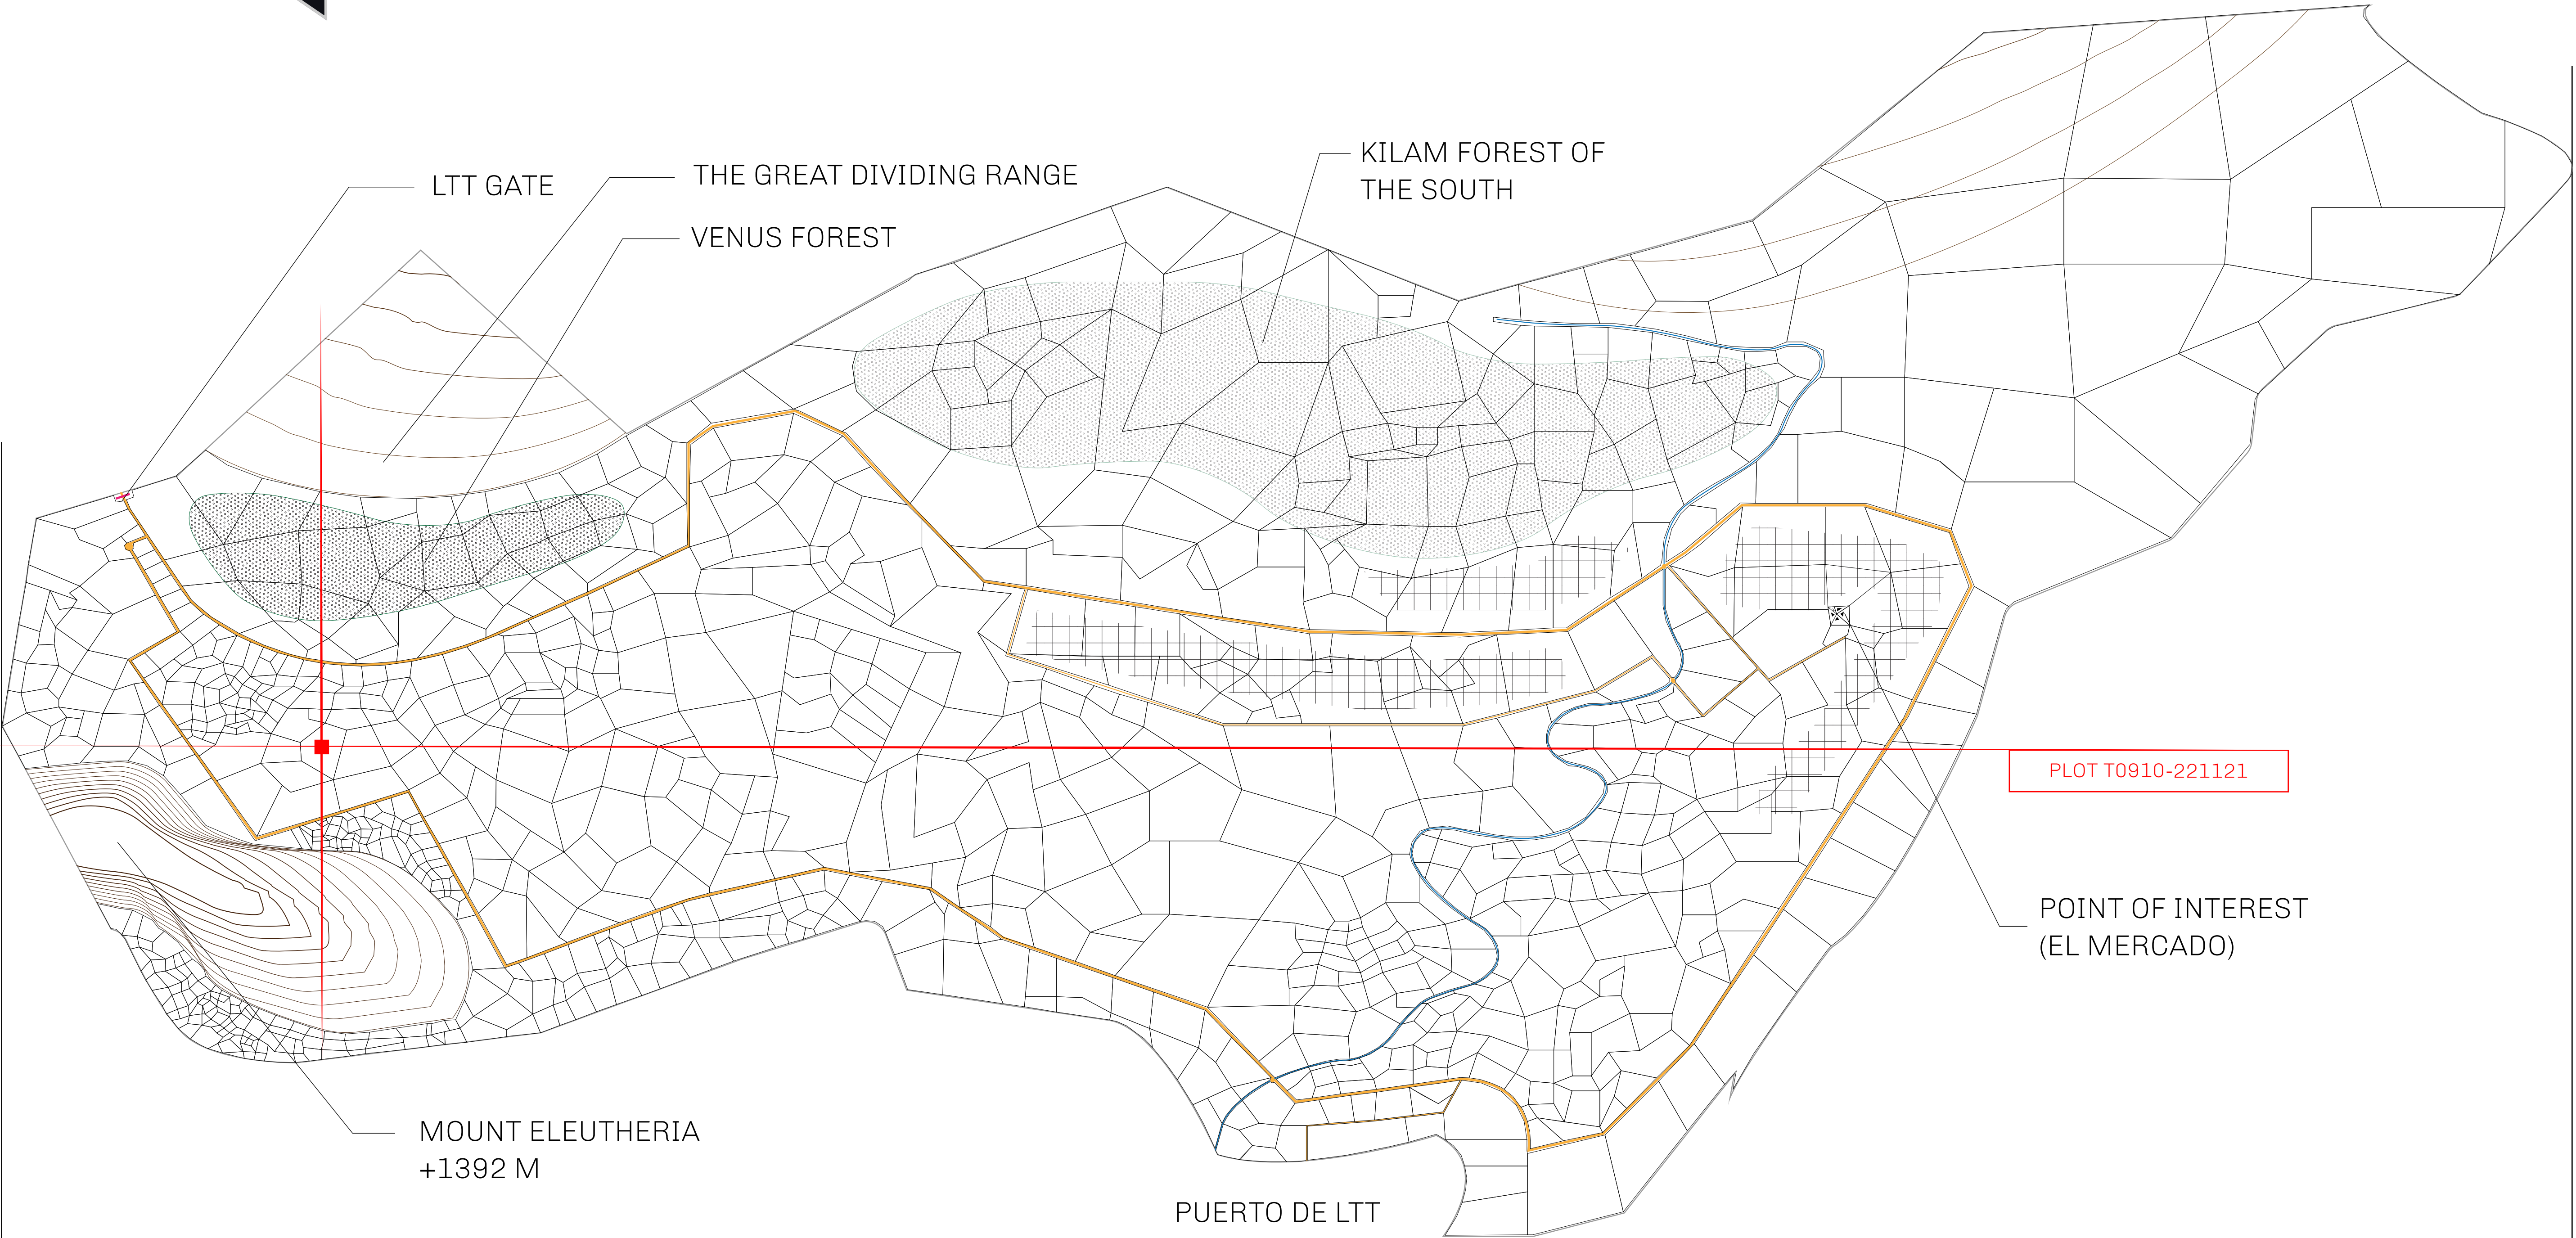 KILAM FOREST OF
THE SOUTH
THE GREAT DIVIDING RANGE
LTT GATE
VENUS FOREST
PLOT T0910-221121
POINT OF INTEREST
(EL MERCADO)
MOUNT ELEUTHERIA
+1392 M
PUERTO DE LTT